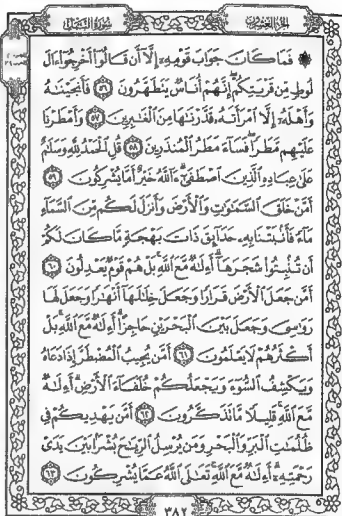 الجزء العشرون
سورة النمل
۞ فَمَا كَانَ جَوَابَ قَوْمِهِۦٓ إِلَّآ أَن قَالُوٓا۟ أَخْرِجُوٓا۟ ءَالَ
لُوطٍ مِّن قَرْيَتِكُمْ ۖ إِنَّهُمْ أُنَاسٌ يَتَطَهَّرُونَ ٥٦ فَأَنجَيْنَٰهُ
وَأَهْلَهُۥٓ إِلَّا ٱمْرَأَتَهُۥ قَدَّرْنَٰهَا مِنَ ٱلْغَٰبِرِينَ ٥٧ وَأَمْطَرْنَا
عَلَيْهِم مَّطَرًا ۖ فَسَآءَ مَطَرُ ٱلْمُنذَرِينَ ٥٨ قُلِ ٱلْحَمْدُ لِلَّهِ وَسَلَٰمٌ
عَلَىٰ عِبَادِهِ ٱلَّذِينَ ٱصْطَفَىٰٓ ۗ ءَآللَّهُ خَيْرٌ أَمَّا يُشْرِكُونَ ٥٩
أَمَّنْ خَلَقَ ٱلسَّمَٰوَٰتِ وَٱلْأَرْضَ وَأَنزَلَ لَكُم مِّنَ ٱلسَّمَآءِ
مَآءً فَأَنۢبَتْنَا بِهِۦ حَدَآئِقَ ذَاتَ بَهْجَةٍ مَّا كَانَ لَكُمْ
أَن تُنۢبِتُوا۟ شَجَرَهَآ ۗ أَءِلَٰهٌ مَّعَ ٱللَّهِ ۚ بَلْ هُمْ قَوْمٌ يَعْدِلُونَ ٦٠
أَمَّن جَعَلَ ٱلْأَرْضَ قَرَارًا وَجَعَلَ خِلَٰلَهَآ أَنْهَٰرًا وَجَعَلَ لَهَا
رَوَٰسِىَ وَجَعَلَ بَيْنَ ٱلْبَحْرَيْنِ حَاجِزًا ۗ أَءِلَٰهٌ مَّعَ ٱللَّهِ ۚ بَلْ
أَكْثَرُهُمْ لَا يَعْلَمُونَ ٦١ أَمَّن يُجِيبُ ٱلْمُضْطَرَّ إِذَا دَعَاهُ
وَيَكْشِفُ ٱلسُّوٓءَ وَيَجْعَلُكُمْ خُلَفَآءَ ٱلْأَرْضِ ۗ أَءِلَٰهٌ
مَّعَ ٱللَّهِ ۚ قَلِيلًا مَّا تَذَكَّرُونَ ٦٢ أَمَّن يَهْدِيكُمْ فِى
ظُلُمَٰتِ ٱلْبَرِّ وَٱلْبَحْرِ وَمَن يُرْسِلُ ٱلرِّيَٰحَ بُشْرًۢا بَيْنَ يَدَىْ
رَحْمَتِهِۦٓ ۗ أَءِلَٰهٌ مَّعَ ٱللَّهِ ۚ تَعَٰلَى ٱللَّهُ عَمَّا يُشْرِكُونَ ٦٣
٣٨٢